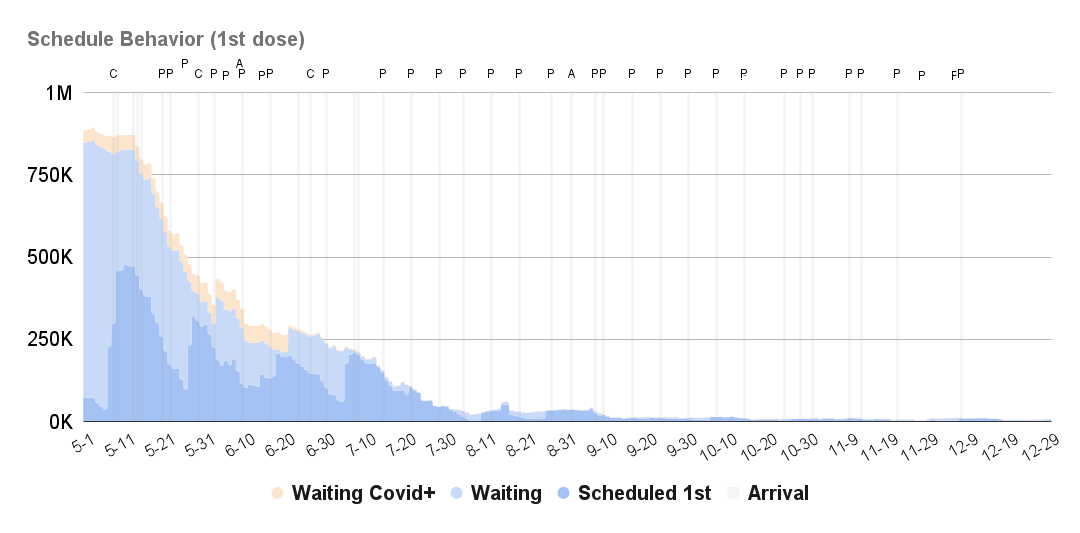 Schedule Behavior (1st dose)
C PP P C P P A P PP C P P P P P P P P A PP P P P P P P P P P P P P PP
1M
750K
500K
250K
0K
5-1 5-11 5-21 5-31 6-10 6-20 6-30 7-10 7-20 7-30 8-11 8-21 8-31 9-10 9-20 9-30 10-10 10-20 10-30 11-9 11-19 11-29 12-9 12-19 12-29
Waiting Covid+ Waiting Scheduled 1st Arrival